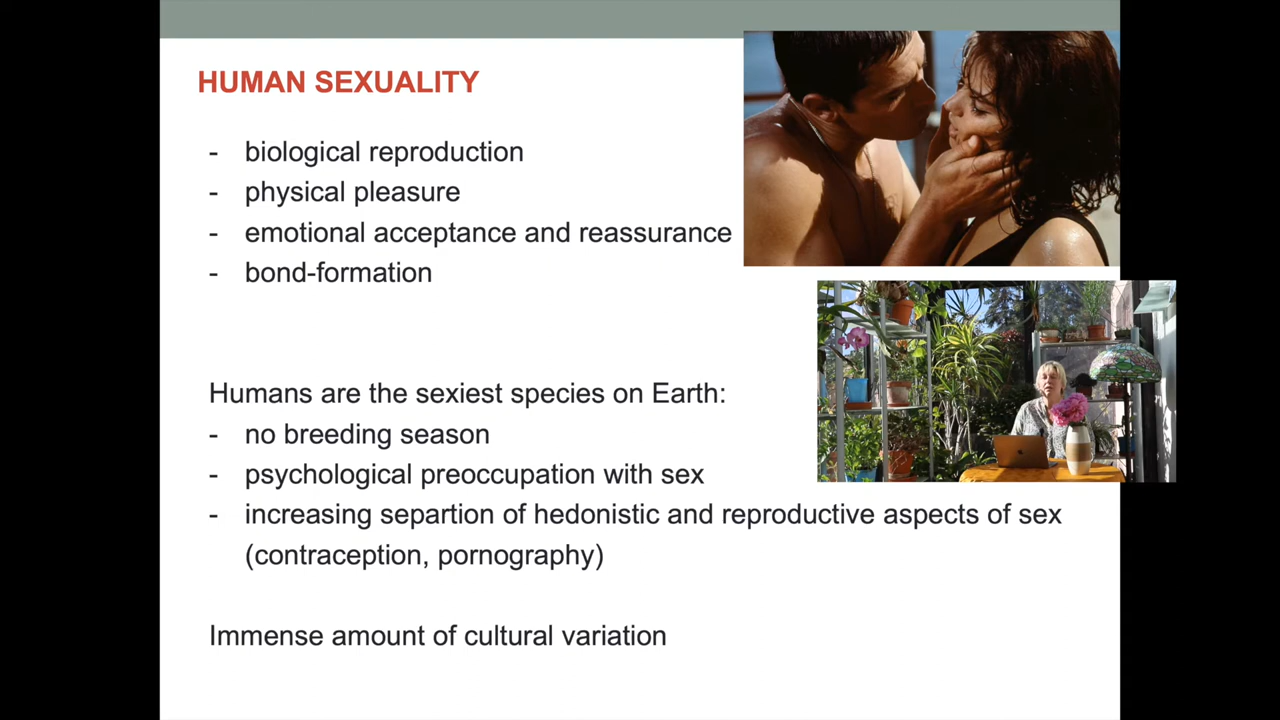 HUMAN SEXUALITY
- biological reproduction
- physical pleasure
- emotional acceptance and reassurance
- bond-formation
Humans are the sexiest species on Earth:
- no breeding season
- psychological preoccupation with sex
- increasing separtion of hedonistic and reproductive aspects of sex
(contraception, pornography)
Immense amount of cultural variation